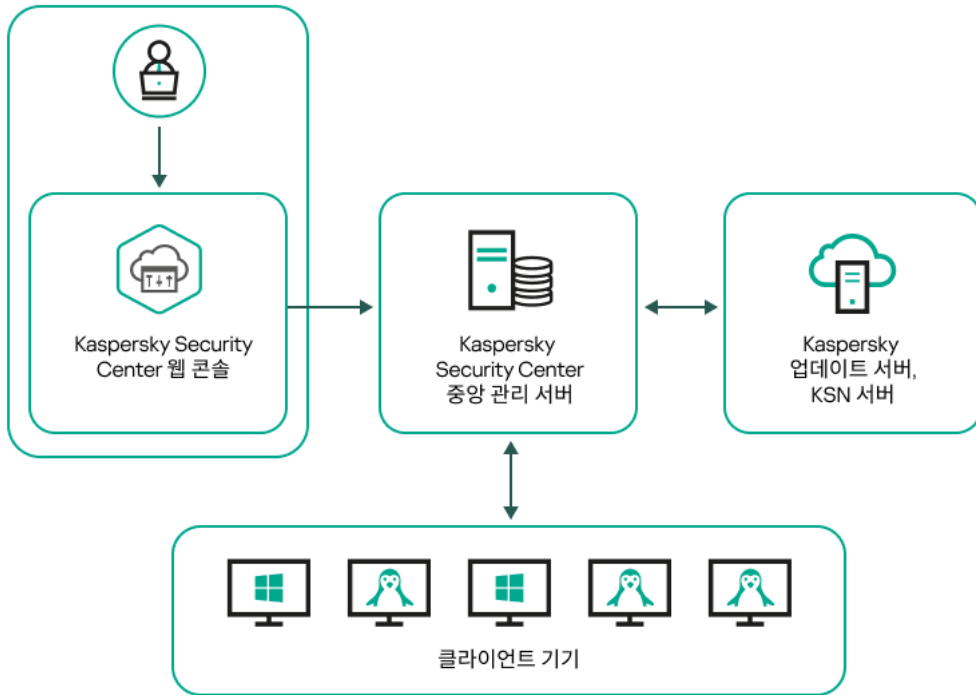 Kaspersky Security
Center 웹 콘솔
Kaspersky
Security Center
중앙 관리 서버
Kaspersky
업데이트 서버,
KSN 서버
클라이언트 기기